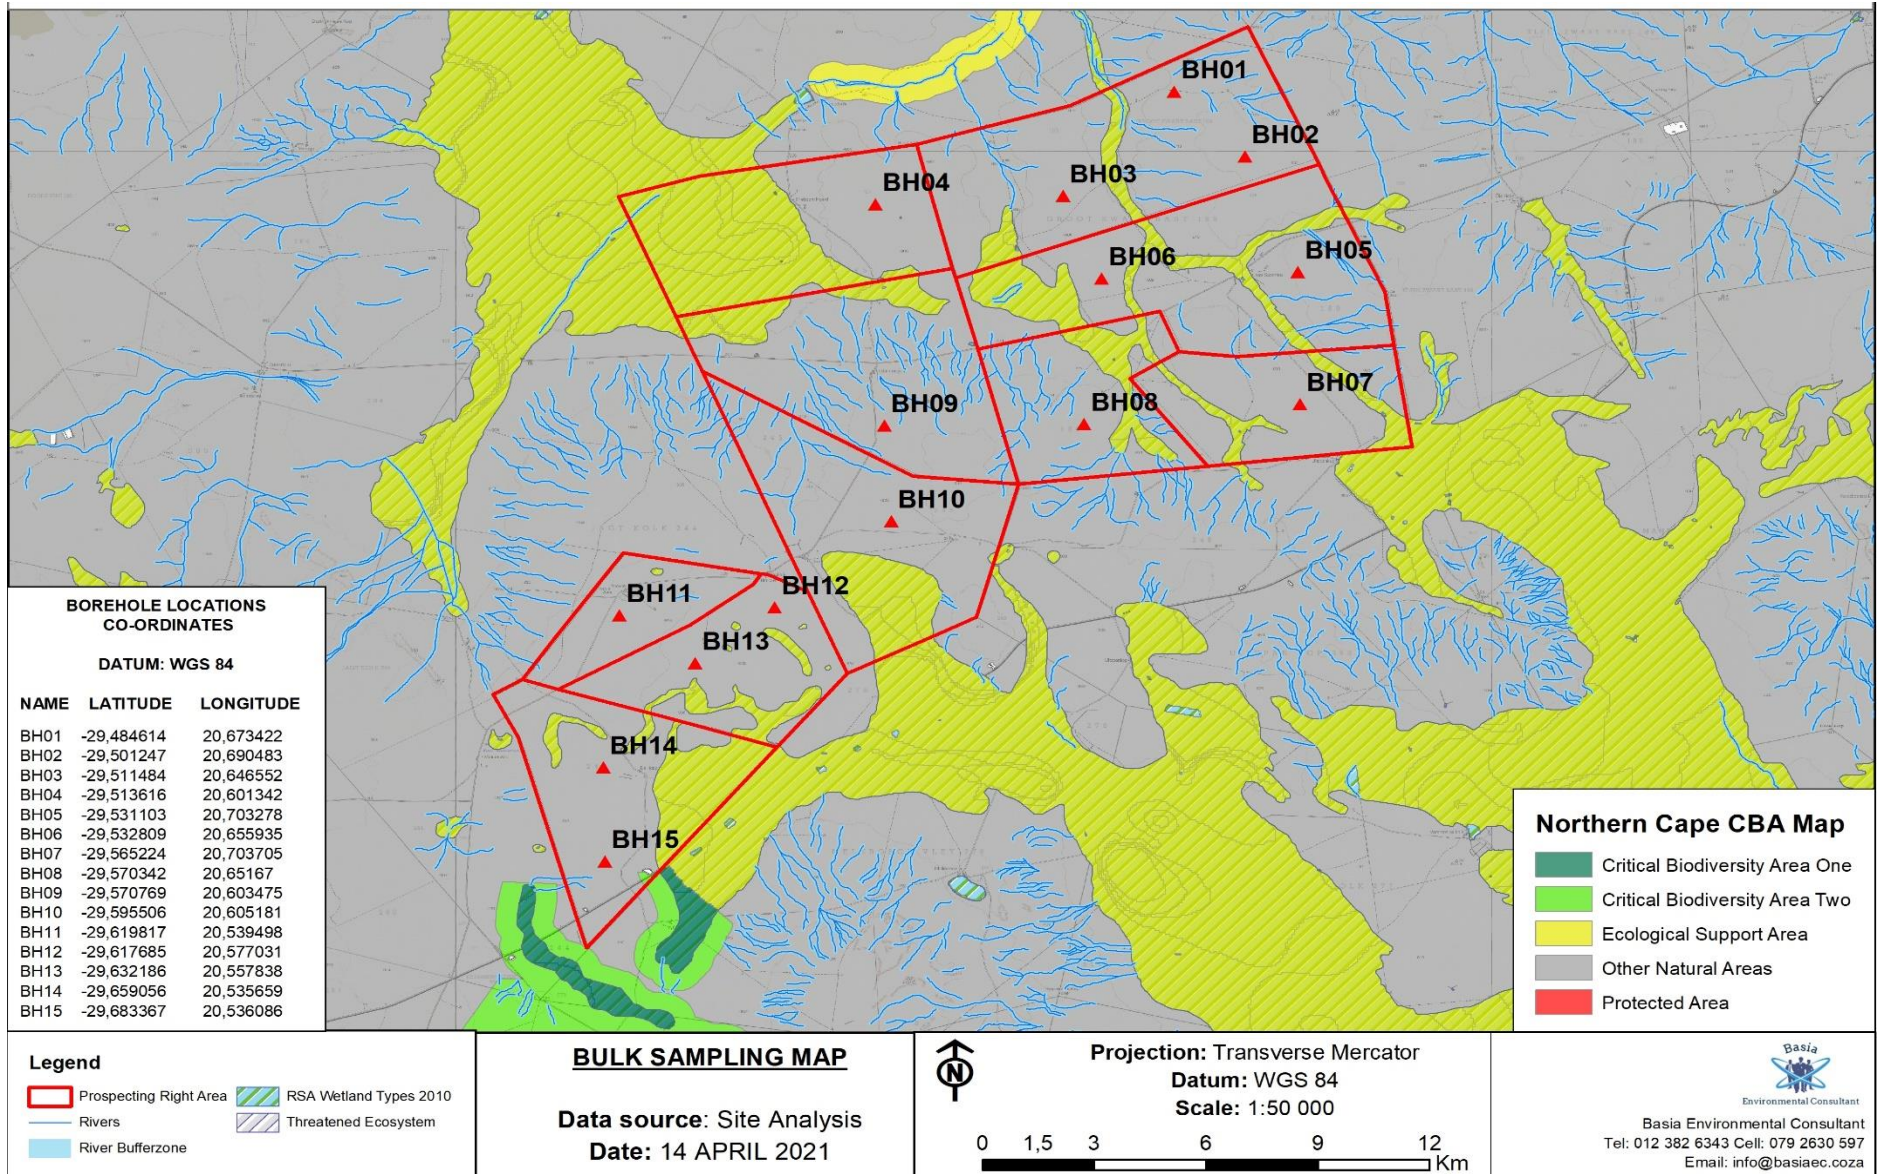 BH01
BH02
BH03
BH04
BH05
BH06
BH07
BH08
BH09
BH10
BH11
BH12
BH13
BH14
BH15
BOREHOLE LOCATIONS
CO-ORDINATES
DATUM: WGS 84
NAME LATITUDE LONGITUDE
BH01 -29,484614 20,673422
BH02 -29,501247 20,690483
BH03 -29,511484 20,646552
BH04 -29,513616 20,601342
BH05 -29,531103 20,703278
BH06 -29,532809 20,655935
BH07 -29,565224 20,703705
BH08 -29,570342 20,65167
BH09 -29,570769 20,603475
BH10 -29,595506 20,605181
BH11 -29,619817 20,539498
BH12 -29,617685 20,577031
BH13 -29,632186 20,557838
BH14 -29,659056 20,535659
BH15 -29,683367 20,536086
Northern Cape CBA Map
Critical Biodiversity Area One
Critical Biodiversity Area Two
Ecological Support Area
Other Natural Areas
Protected Area
Legend
Prospecting Right Area
Rivers
River Bufferzone
RSA Wetland Types 2010
Threatened Ecosystem
BULK SAMPLING MAP
Data source: Site Analysis
Date: 14 APRIL 2021
N
Projection: Transverse Mercator
Datum: WGS 84
Scale: 1:50 000
0 1,5 3 6 9 12
Km
Basia
Environmental Consultant
Basia Environmental Consultant
Tel: 012 382 6343 Cell: 079 2630 597
Email: info@basiaec.coza